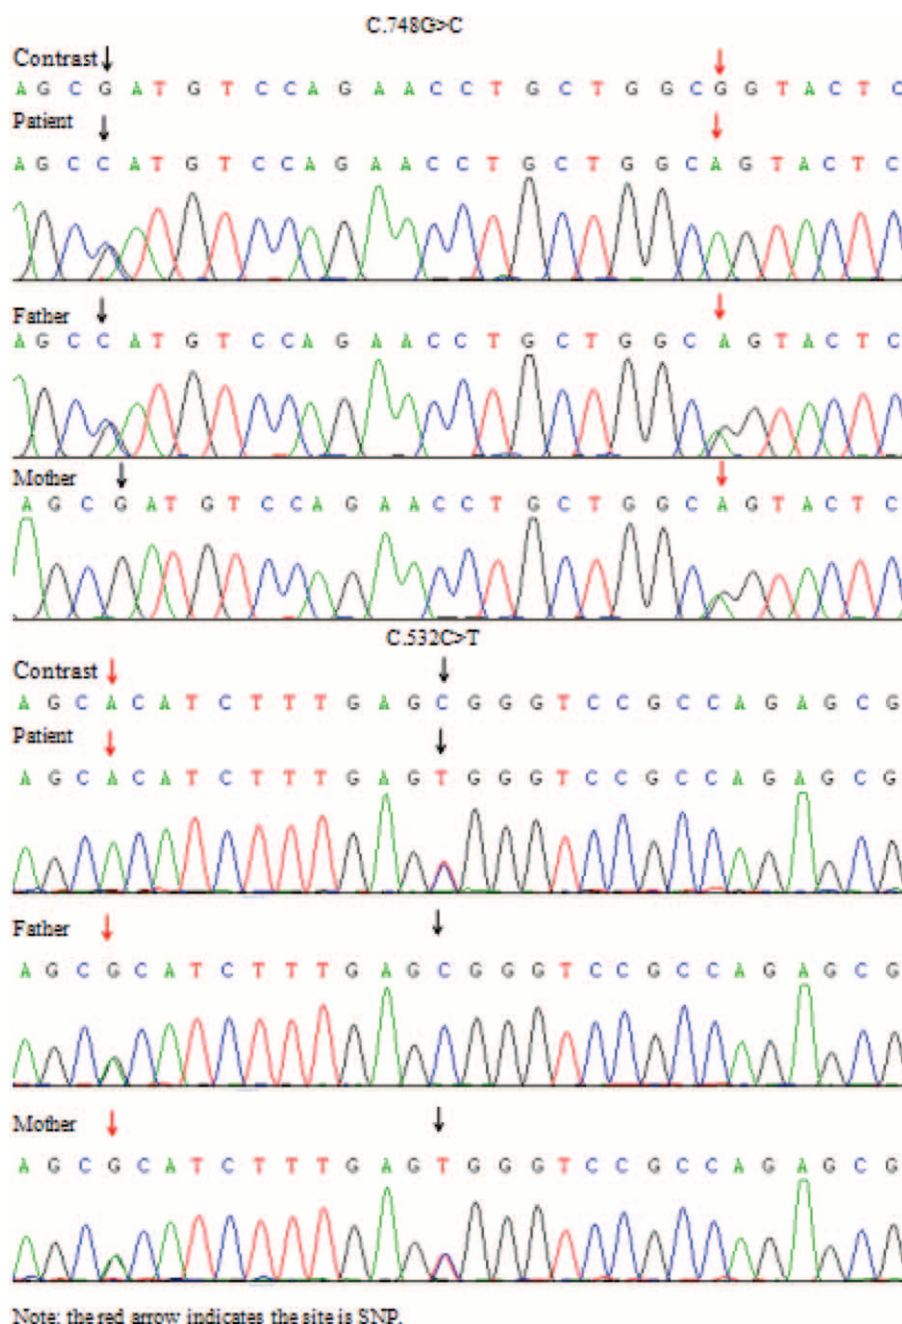 C.748G>C
Contrast
A G C G A T G T C C A G A A C C T G C T G G C G G T A C T C
Patient
A G C C A T G T C C A G A A C C T G C T G G C A G T A C T C
Father
A G C C A T G T C C A G A A C C T G C T G G C A G T A C T C
Mother
A G C G A T G T C C A G A A C C T G C T G G C A G T A C T C
C.532C>T
Contrast
A G C A C A T C T T T G A G C G G G T C C G C C A G A G C G
Patient
A G C A C A T C T T T G A G T G G G T C C G C C A G A G C G
Father
A G C G C A T C T T T G A G C G G G T C C G C C A G A G C G
Mother
A G C G C A T C T T T G A G T G G G T C C G C C A G A G C G
Note: the red arrow indicates the site is SNP.